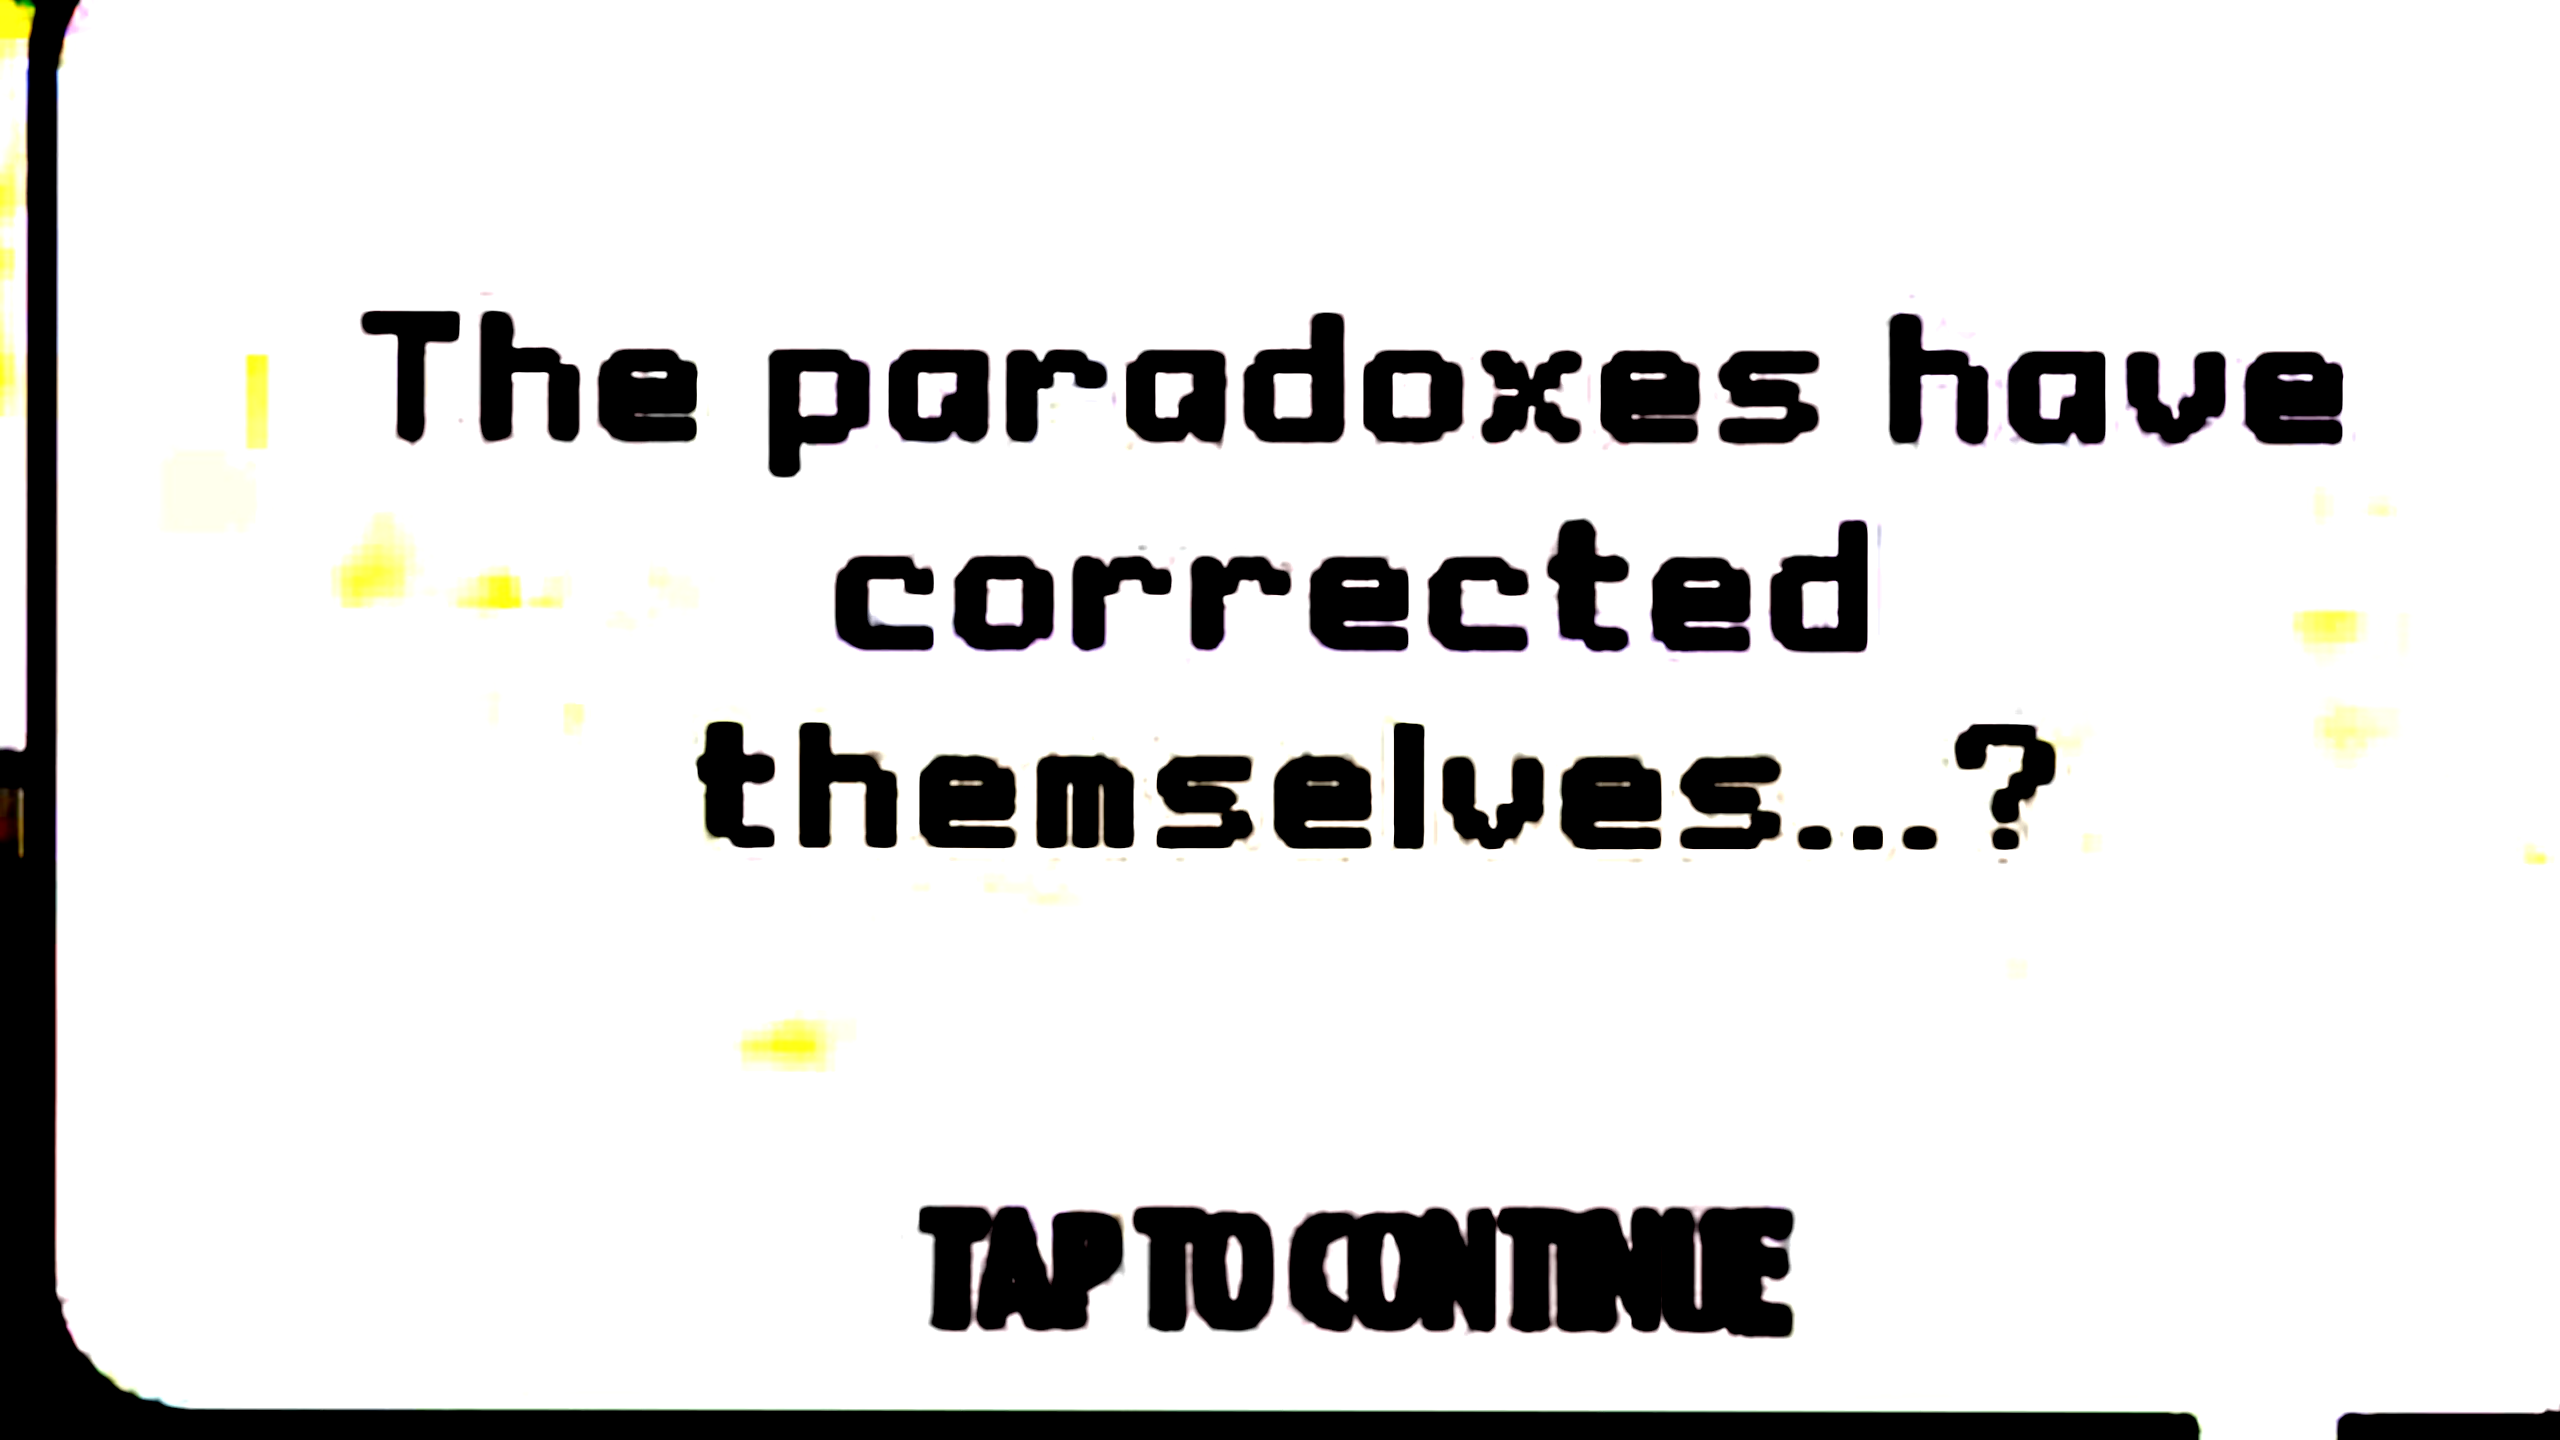 The paradoxes have
corrected
themselves...?
TAP TO CONTINUE